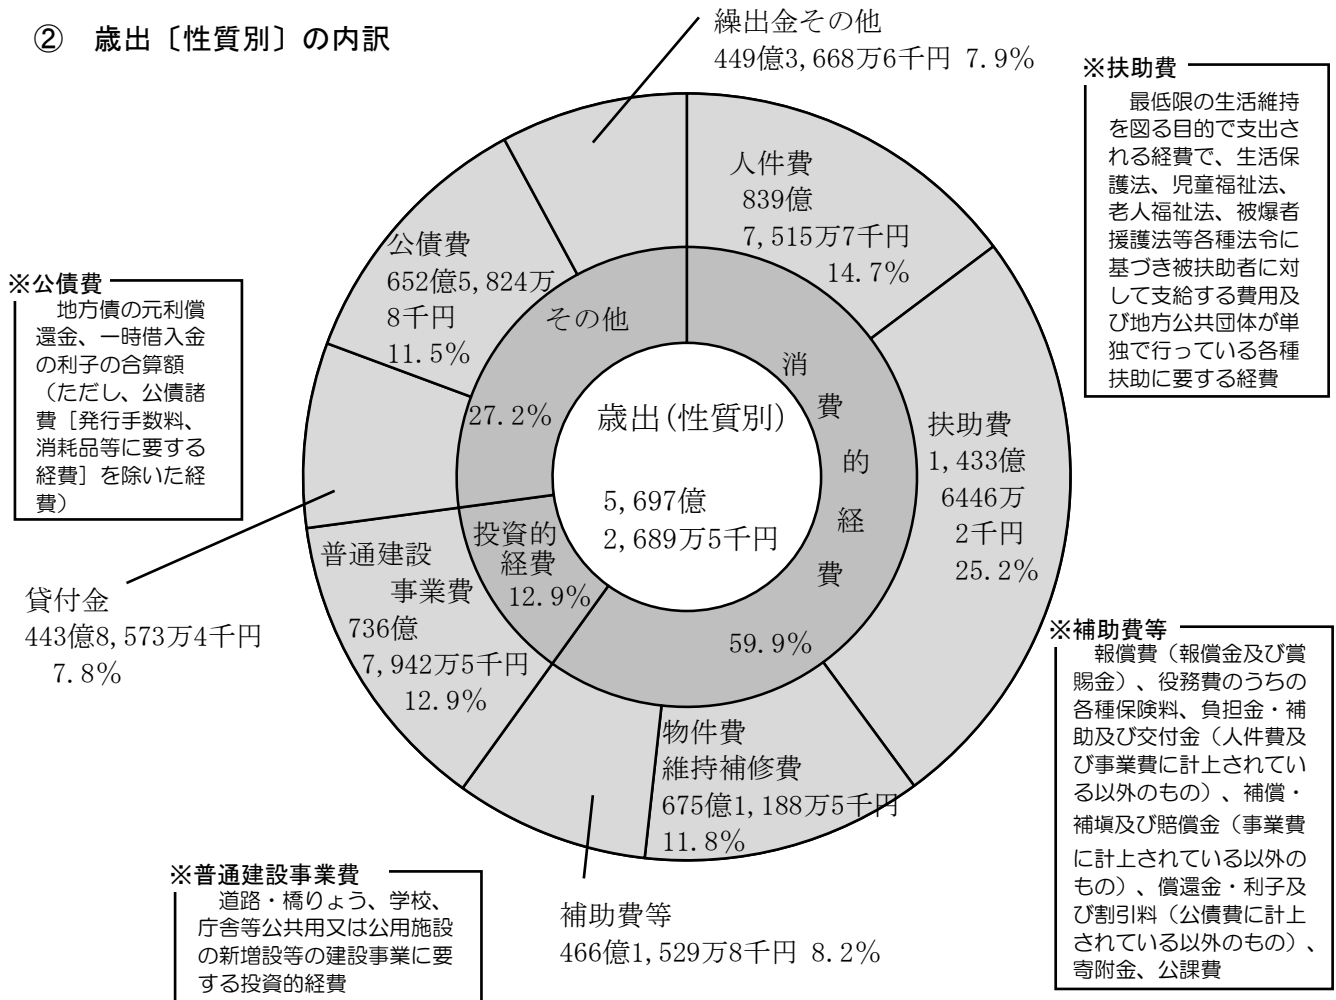 ② 歳出〔性質別〕の内訳
繰出金その他
449億3,668万6千円 7.9%
※扶助費
最低限の生活維持
を図る目的で支出さ
れる経費で、生活保
護法、児童福祉法、
老人福祉法、被爆者
援護法等各種法令に
基づき被扶助者に対
して支給する費用及
び地方公共団体が単
独で行っている各種
扶助に要する経費
人件費
839億
7,515万7千円
14.7%
公債費
652億5,824万
8千円
11.5%
※公債費
地方債の元利償
還金、一時借入金
の利子の合算額
（ただし、公債諸
費［発行手数料、
消耗品等に要する
経費］を除いた経
費）
その他
27.2%
消費的経費
59.9%
歳出(性質別)
5,697億
2,689万5千円
扶助費
1,433億
6446万
2千円
25.2%
投資的
経費
12.9%
普通建設
事業費
736億
7,942万5千円
12.9%
貸付金
443億8,573万4千円
7.8%
物件費
維持補修費
675億1,188万5千円
11.8%
補助費等
466億1,529万8千円 8.2%
※補助費等
報償費（報償金及び賞
賜金）、役務費のうちの
各種保険料、負担金・補
助及び交付金（人件費及
び事業費に計上されてい
る以外のもの）、補償・
補塡及び賠償金（事業費
に計上されている以外の
もの）、償還金・利子及
び割引料（公債費に計上
されている以外のもの）、
寄附金、公課費
※普通建設事業費
道路・橋りょう、学校、
庁舎等公共用又は公用施設
の新増設等の建設事業に要
する投資的経費